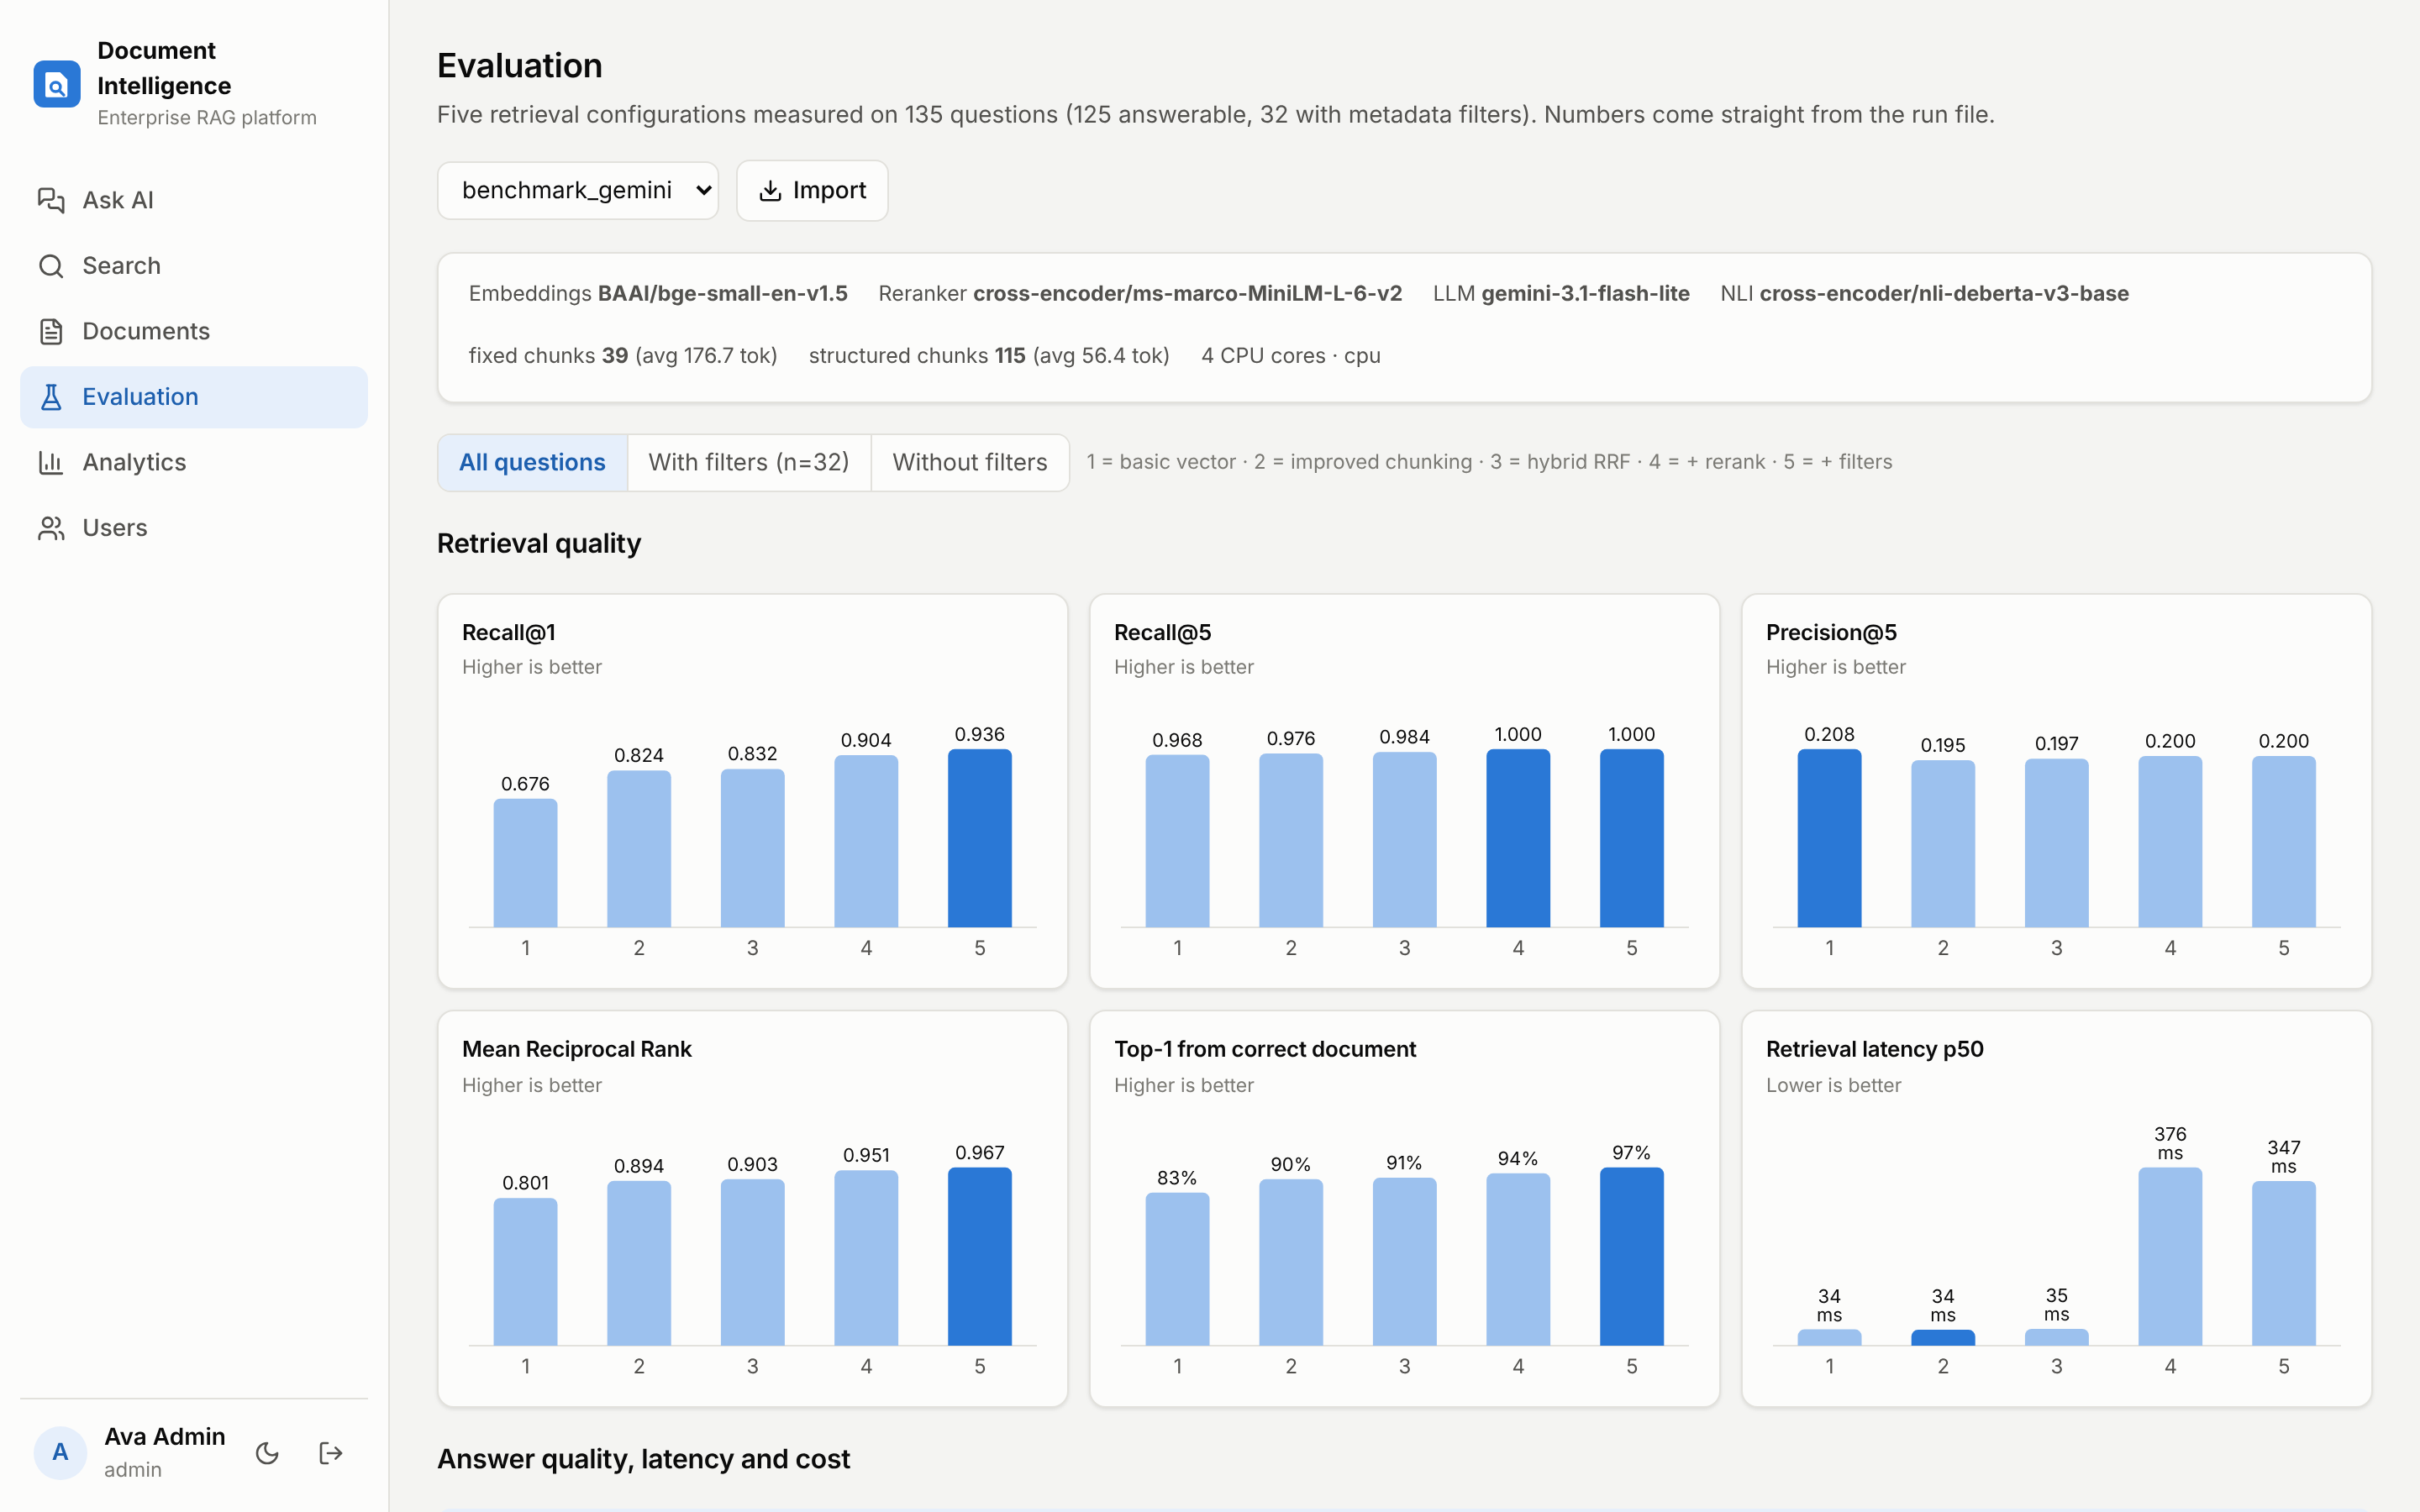 Document
Intelligence
Enterprise RAG platform
Ask AI
Search
Documents
Evaluation
Analytics
Users
Ava Admin
admin
A
Evaluation
Five retrieval configurations measured on 135 questions (125 answerable, 32 with metadata filters). Numbers come straight from the run file.
benchmark_gemini
Import
Embeddings BAAI/bge-small-en-v1.5 Reranker cross-encoder/ms-marco-MiniLM-L-6-v2 LLM gemini-3.1-flash-lite NLI cross-encoder/nli-deberta-v3-base
fixed chunks 39 (avg 176.7 tok) structured chunks 115 (avg 56.4 tok) 4 CPU cores · cpu
All questions With filters (n=32) Without filters 1 = basic vector · 2 = improved chunking · 3 = hybrid RRF · 4 = + rerank · 5 = + filters
Retrieval quality
Recall@1
Higher is better
0.676 0.824 0.832 0.904 0.936
1 2 3 4 5
Recall@5
Higher is better
0.968 0.976 0.984 1.000 1.000
1 2 3 4 5
Precision@5
Higher is better
0.208 0.195 0.197 0.200 0.200
1 2 3 4 5
Mean Reciprocal Rank
Higher is better
0.801 0.894 0.903 0.951 0.967
1 2 3 4 5
Top-1 from correct document
Higher is better
83% 90% 91% 94% 97%
1 2 3 4 5
Retrieval latency p50
Lower is better
34 ms 34 ms 35 ms 376 ms 347 ms
1 2 3 4 5
Answer quality, latency and cost